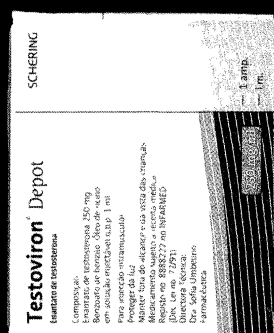 SCHERING
Testoviron Depot
Enantato de testosterona
Composição:
Enantato de testosterona 250 mg
Benzoato de benzilo, óleo de rícino
em solução injectável q.b.p. 1 ml
Para injecção intramuscular
Proteger da luz
Manter fora do alcance e da vista das crianças
Medicamento sujeito a receita médica
Registo no 8888227 no INFARMED
(Dec. Lei no 72/91)
Directora Técnica:
Dra Sofia Umbelino
Farmacêutica
1 amp.
1 ml